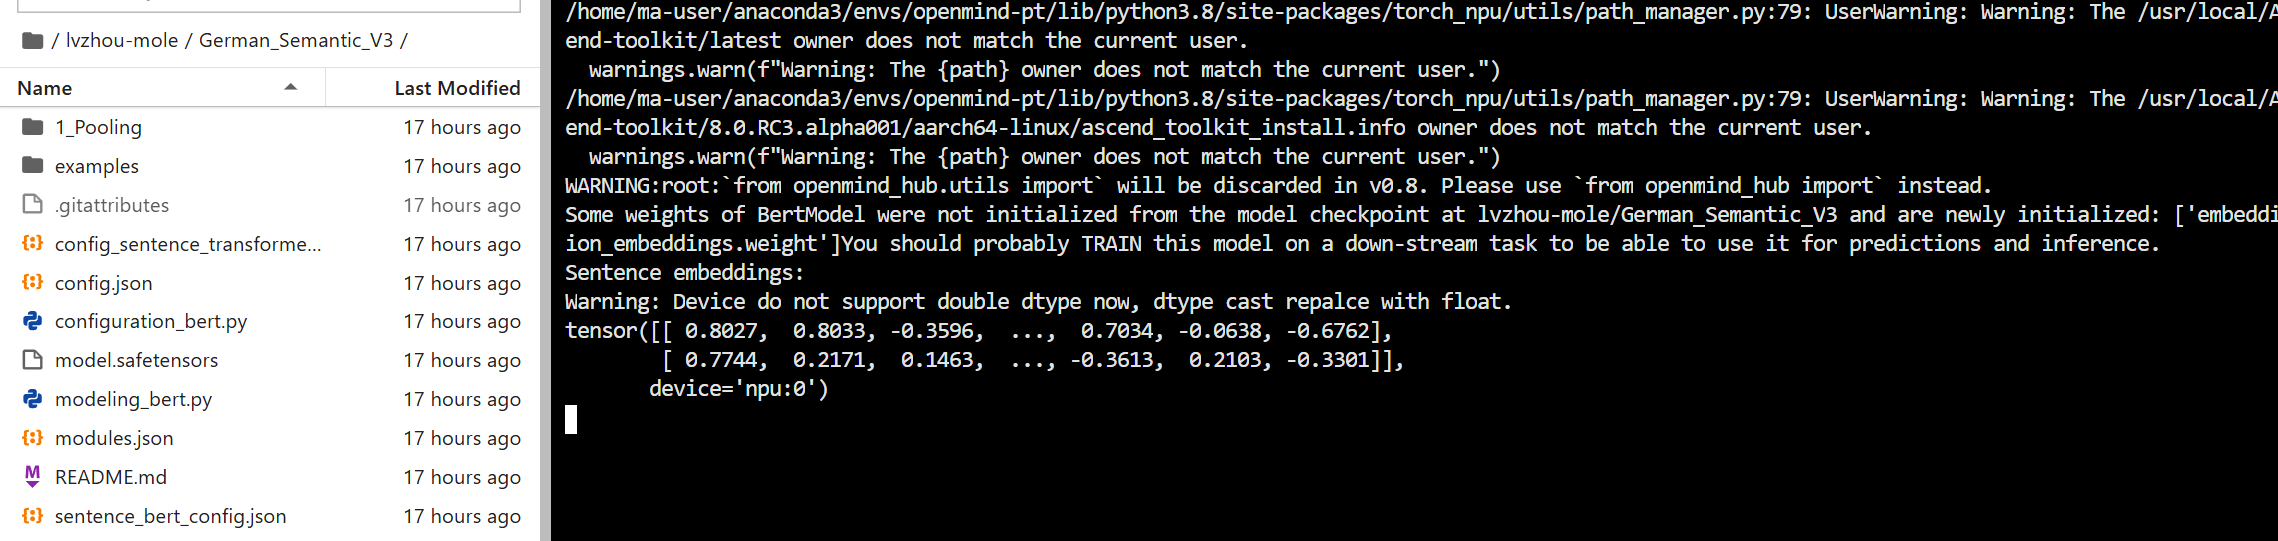 / lvzhou-mole / German_Semantic_V3 /
Name Last Modified
1_Pooling 17 hours ago
examples 17 hours ago
.gitattributes 17 hours ago
config_sentence_transforme... 17 hours ago
config.json 17 hours ago
configuration_bert.py 17 hours ago
model.safetensors 17 hours ago
modeling_bert.py 17 hours ago
modules.json 17 hours ago
README.md 17 hours ago
sentence_bert_config.json 17 hours ago
/home/ma-user/anaconda3/envs/openmind-pt/lib/python3.8/site-packages/torch_npu/utils/path_manager.py:79: UserWarning: Warning: The /usr/local/A
end-toolkit/latest owner does not match the current user.
  warnings.warn(f"Warning: The {path} owner does not match the current user.")
/home/ma-user/anaconda3/envs/openmind-pt/lib/python3.8/site-packages/torch_npu/utils/path_manager.py:79: UserWarning: Warning: The /usr/local/A
end-toolkit/8.0.RC3.alpha001/aarch64-linux/ascend_toolkit_install.info owner does not match the current user.
  warnings.warn(f"Warning: The {path} owner does not match the current user.")
WARNING:root:`from openmind_hub.utils import` will be discarded in v0.8. Please use `from openmind_hub import` instead.
Some weights of BertModel were not initialized from the model checkpoint at lvzhou-mole/German_Semantic_V3 and are newly initialized: ['embeddi
ion_embeddings.weight']You should probably TRAIN this model on a down-stream task to be able to use it for predictions and inference.
Sentence embeddings:
Warning: Device do not support double dtype now, dtype cast repalce with float.
tensor([[ 0.8027,  0.8033, -0.3596,  ...,  0.7034, -0.0638, -0.6762],
        [ 0.7744,  0.2171,  0.1463,  ..., -0.3613,  0.2103, -0.3301]],
       device='npu:0')